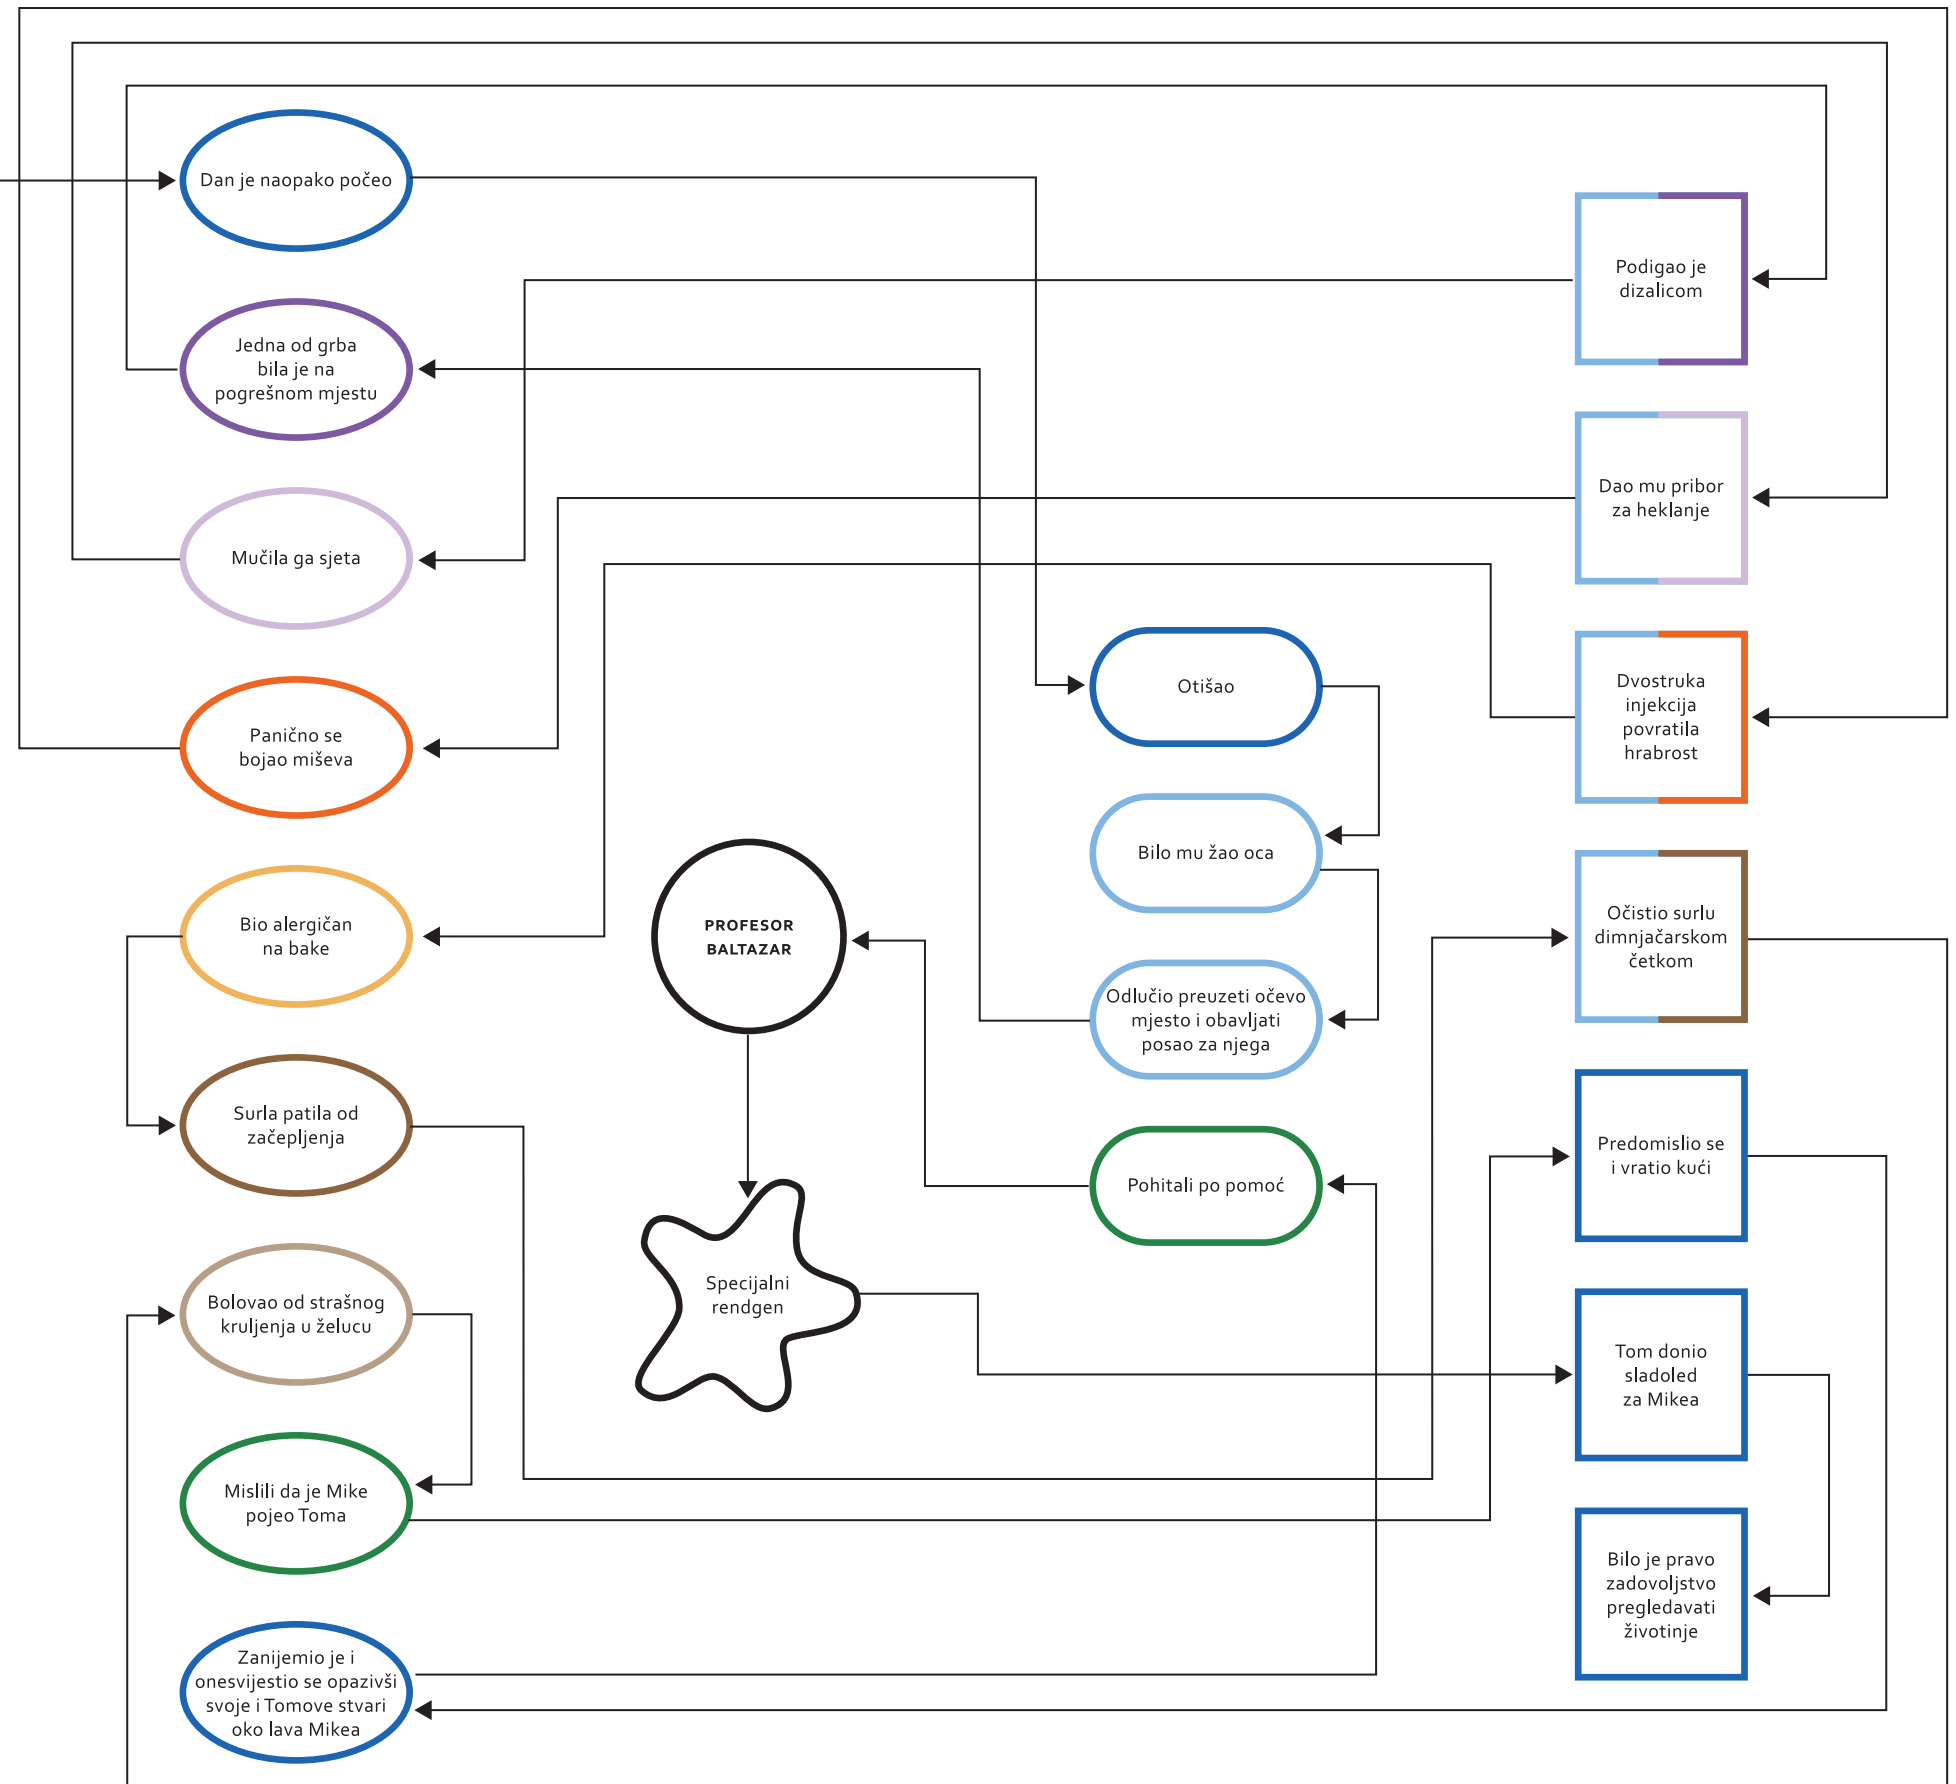 Dan je naopako počeo
Jedna od grba
bila je na
pogrešnom mjestu
Mučila ga sjeta
Panično se
bojao miševa
Bio alergičan
na bake
Surla patila od
začepljenja
Bolovao od strašnog
kruljenja u želucu
Mislili da je Mike
pojeo Toma
Zanijemio je i
onesvijestio se opazivši
svoje i Tomove stvari
oko lava Mikea
PROFESOR
BALTAZAR
Specijalni
rendgen
Otišao
Bilo mu žao oca
Odlučio preuzeti očevo
mjesto i obavljati
posao za njega
Pohitali po pomoć
Podigao je
dizalicom
Dao mu pribor
za heklanje
Dvostruka
injekcija
povratila
hrabrost
Očistio surlu
dimnjačarskom
četkom
Predomislio se
i vratio kući
Tom donio
sladoled
za Mikea
Bilo je pravo
zadovoljstvo
pregledavati
životinje